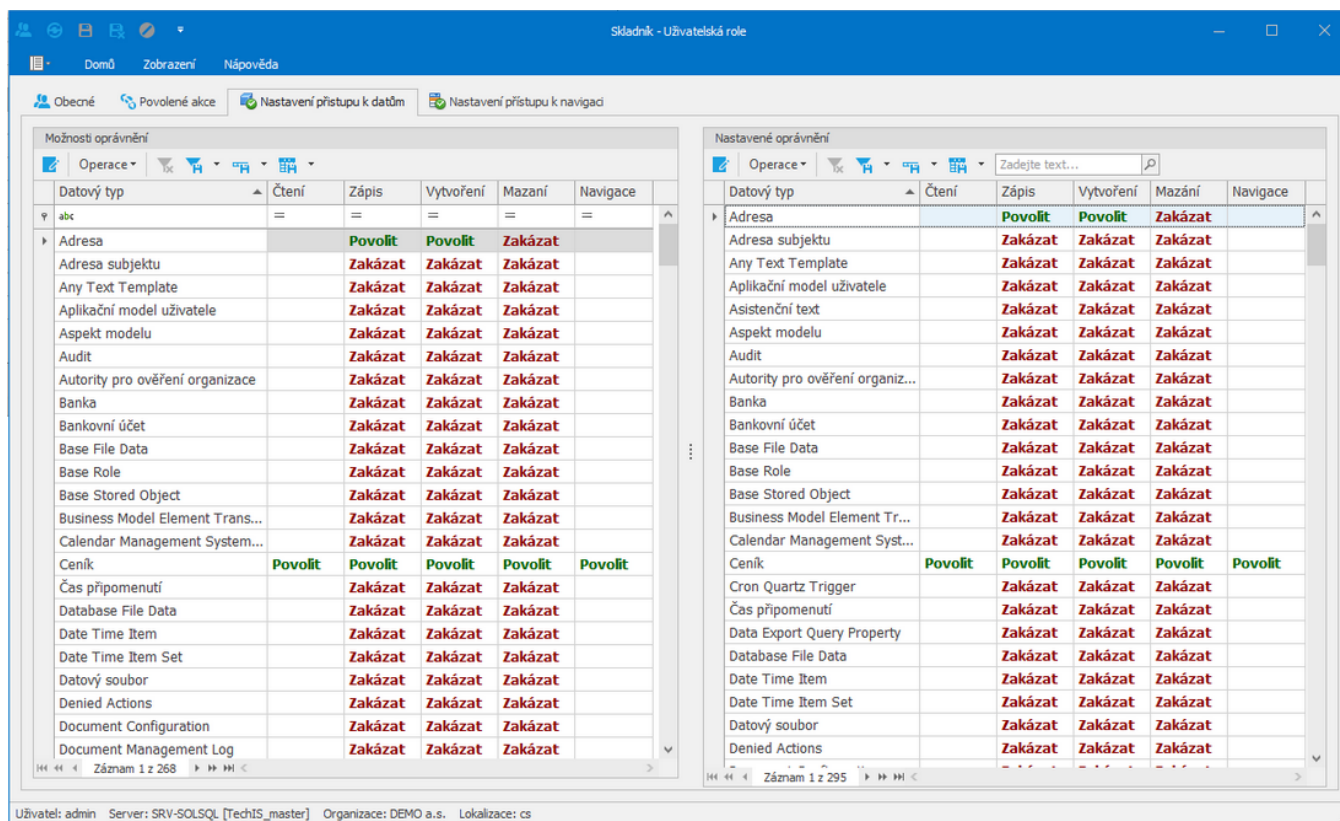 Skladník - Uživatelská role
Domů Zobrazení Nápověda
Obecné Povolené akce Nastavení přístupu k datům Nastavení přístupu k navigaci
Možnosti oprávnění
Operace
Datový typ Čtení Zápis Vytvoření Mazaní Navigace
abc = = = = =
Adresa Povolit Povolit Zakázat
Adresa subjektu Zakázat Zakázat Zakázat
Any Text Template Zakázat Zakázat Zakázat
Aplikační model uživatele Zakázat Zakázat Zakázat
Aspekt modelu Zakázat Zakázat Zakázat
Audit Zakázat Zakázat Zakázat
Autority pro ověření organizace Zakázat Zakázat Zakázat
Banka Zakázat Zakázat Zakázat
Bankovní účet Zakázat Zakázat Zakázat
Base File Data Zakázat Zakázat Zakázat
Base Role Zakázat Zakázat Zakázat
Base Stored Object Zakázat Zakázat Zakázat
Business Model Element Trans... Zakázat Zakázat Zakázat
Calendar Management System... Zakázat Zakázat Zakázat
Ceník Povolit Povolit Povolit Povolit Povolit
Čas připomenutí Zakázat Zakázat Zakázat
Database File Data Zakázat Zakázat Zakázat
Date Time Item Zakázat Zakázat Zakázat
Date Time Item Set Zakázat Zakázat Zakázat
Datový soubor Zakázat Zakázat Zakázat
Denied Actions Zakázat Zakázat Zakázat
Document Configuration Zakázat Zakázat Zakázat
Document Management Log Zakázat Zakázat Zakázat
Záznam 1 z 268
Nastavené oprávnění
Operace Zadejte text...
Datový typ Čtení Zápis Vytvoření Mazání Navigace
Adresa Povolit Povolit Zakázat
Adresa subjektu Zakázat Zakázat Zakázat
Any Text Template Zakázat Zakázat Zakázat
Aplikační model uživatele Zakázat Zakázat Zakázat
Asistenční text Zakázat Zakázat Zakázat
Aspekt modelu Zakázat Zakázat Zakázat
Audit Zakázat Zakázat Zakázat
Autority pro ověření organiz... Zakázat Zakázat Zakázat
Banka Zakázat Zakázat Zakázat
Bankovní účet Zakázat Zakázat Zakázat
Base File Data Zakázat Zakázat Zakázat
Base Role Zakázat Zakázat Zakázat
Base Stored Object Zakázat Zakázat Zakázat
Business Model Element Tr... Zakázat Zakázat Zakázat
Calendar Management Syst... Zakázat Zakázat Zakázat
Ceník Povolit Povolit Povolit Povolit Povolit
Cron Quartz Trigger Zakázat Zakázat Zakázat
Čas připomenutí Zakázat Zakázat Zakázat
Data Export Query Property Zakázat Zakázat Zakázat
Database File Data Zakázat Zakázat Zakázat
Date Time Item Zakázat Zakázat Zakázat
Date Time Item Set Zakázat Zakázat Zakázat
Datový soubor Zakázat Zakázat Zakázat
Denied Actions Zakázat Zakázat Zakázat
Záznam 1 z 295
Uživatel: admin Server: SRV-SOLSQL [TechIS_master] Organizace: DEMO a.s. Lokalizace: cs